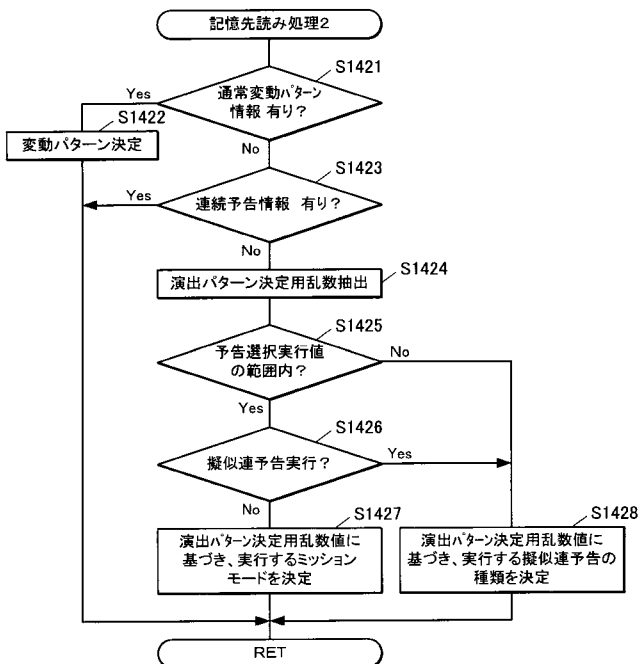 記憶先読み処理2
S1421
通常変動パターン
情報 有り?
Yes
S1422
変動パターン決定
No
S1423
連続予告情報 有り?
Yes
No
S1424
演出パターン決定用乱数抽出
S1425
予告選択実行値
の範囲内?
No
Yes
S1426
擬似連予告実行?
Yes
No
S1427
演出パターン決定用乱数値に
基づき、実行するミッション
モードを決定
S1428
演出パターン決定用乱数値に
基づき、実行する擬似連予告の
種類を決定
RET